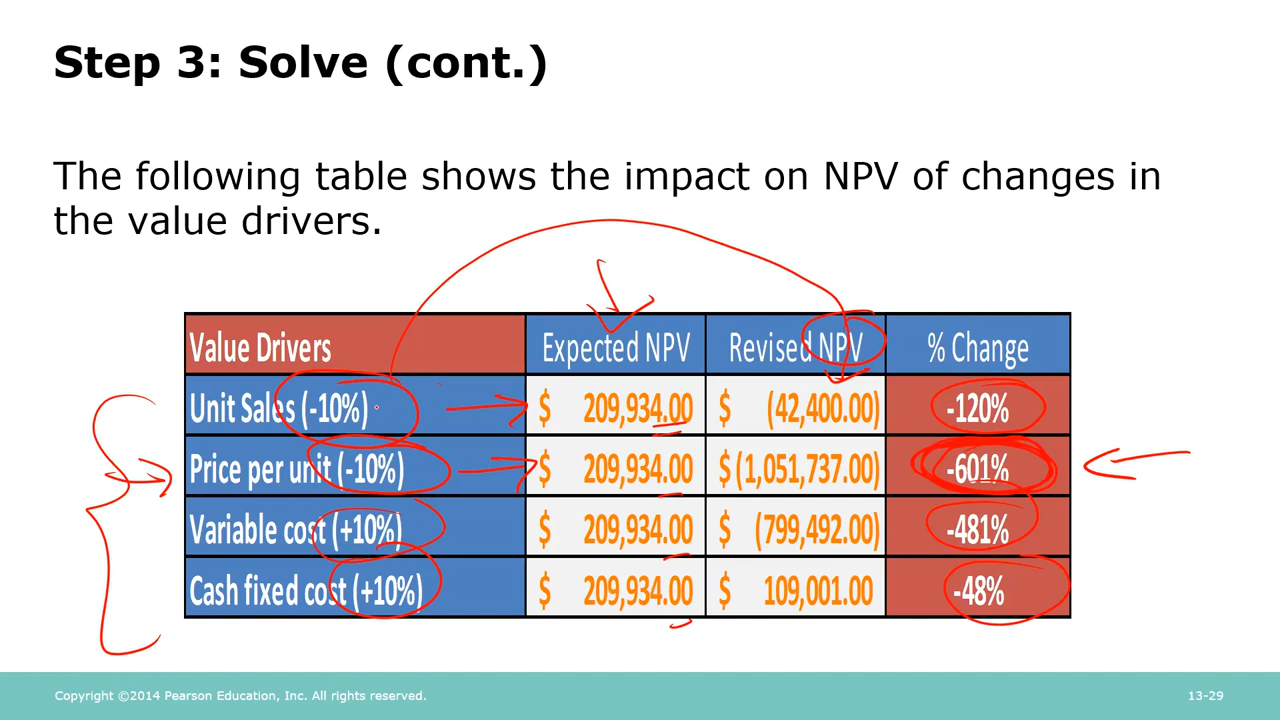 Step 3: Solve (cont.)
The following table shows the impact on NPV of changes in
the value drivers.
Value Drivers Expected NPV Revised NPV % Change
Unit Sales (-10%) $ 209,934.00 $ (42,400.00) -120%
Price per unit (-10%) $ 209,934.00 $ (1,051,737.00) -601%
Variable cost (+10%) $ 209,934.00 $ (799,492.00) -481%
Cash fixed cost (+10%) $ 209,934.00 $ 109,001.00 -48%
Copyright ©2014 Pearson Education, Inc. All rights reserved. 13-29